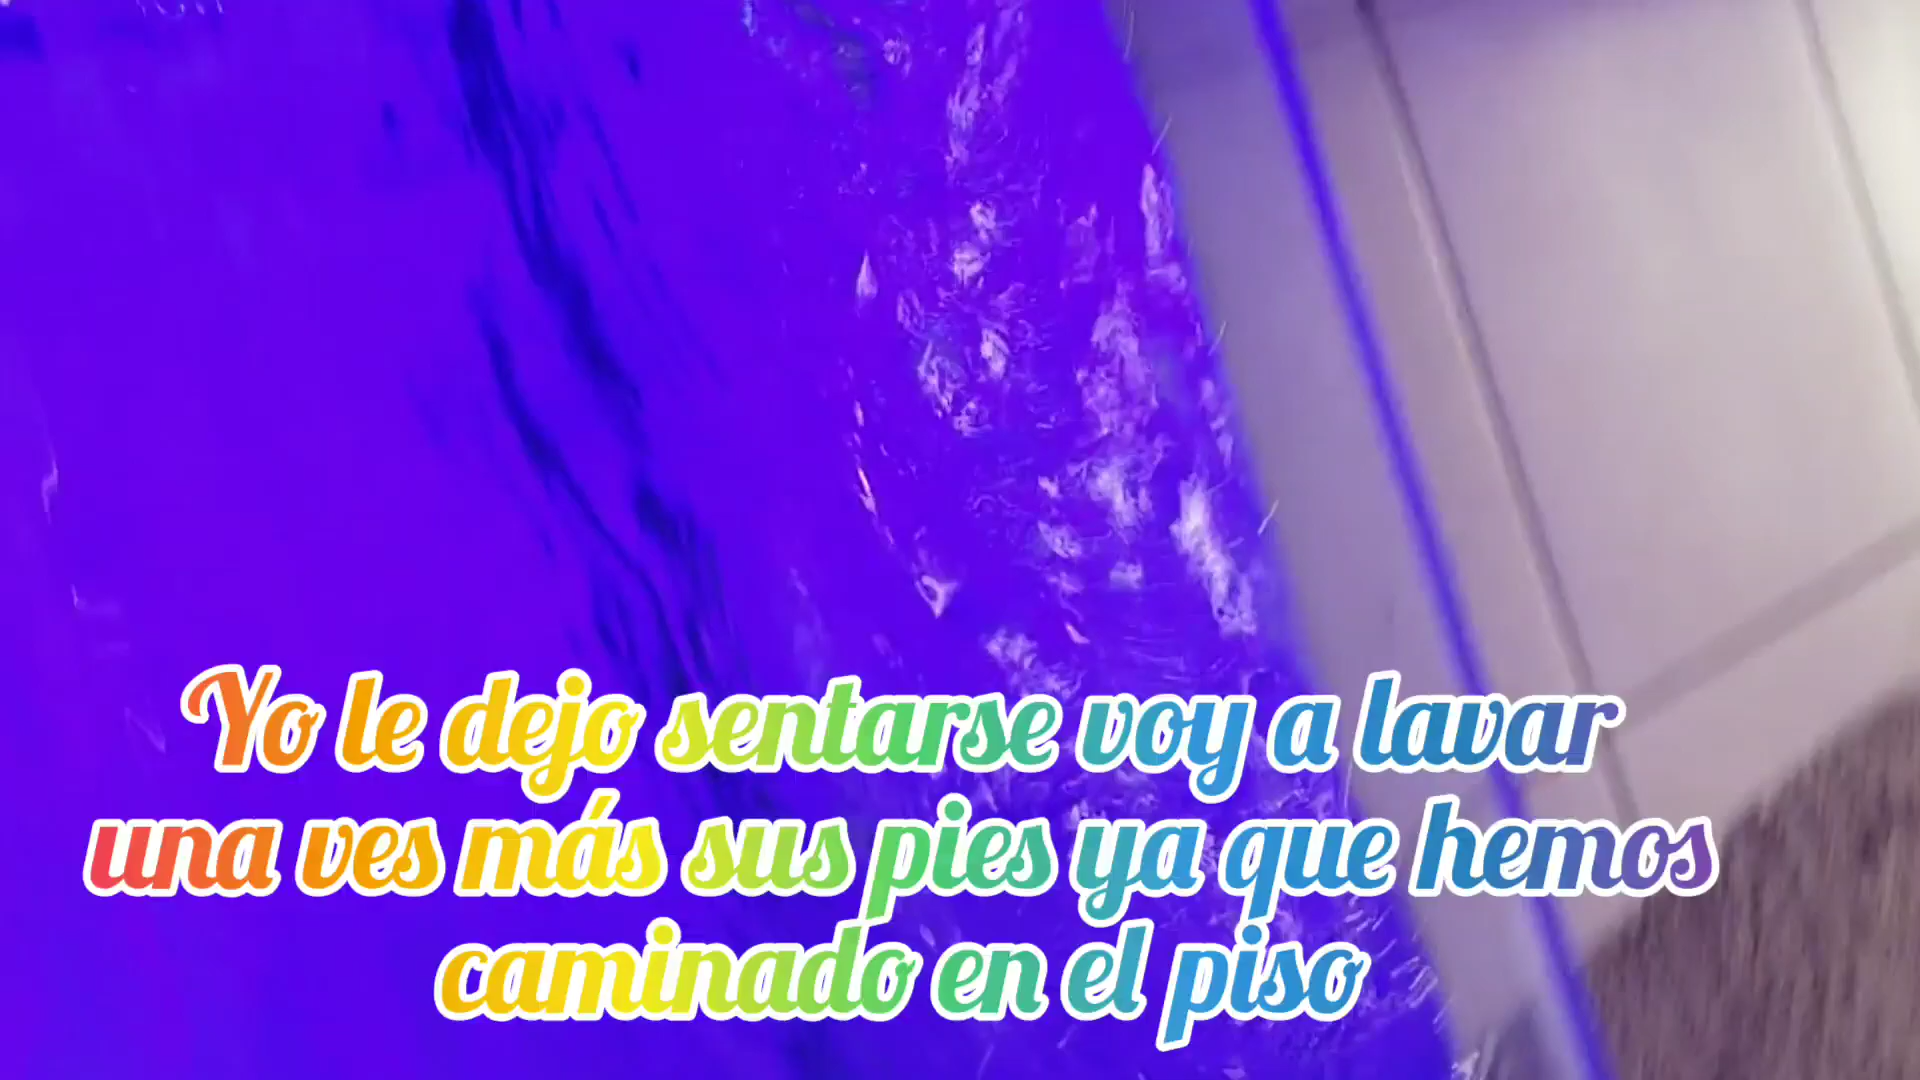 Yo le dejo sentarse voy a lavar
una ves más sus pies ya que hemos
caminado en el piso